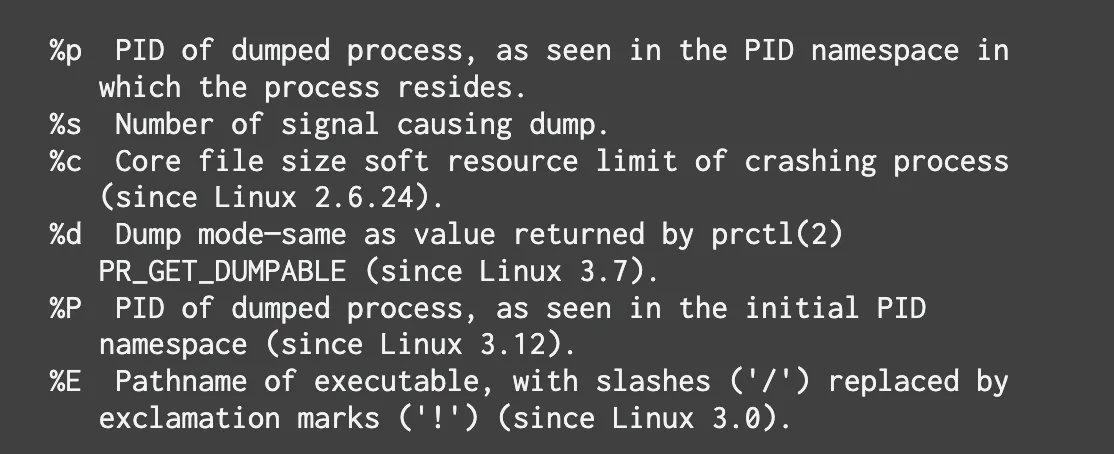 %p  PID of dumped process, as seen in the PID namespace in
which the process resides.
%s  Number of signal causing dump.
%c  Core file size soft resource limit of crashing process
(since Linux 2.6.24).
%d  Dump mode—same as value returned by prctl(2)
PR_GET_DUMPABLE (since Linux 3.7).
%P  PID of dumped process, as seen in the initial PID
namespace (since Linux 3.12).
%E  Pathname of executable, with slashes ('/') replaced by
exclamation marks ('!') (since Linux 3.0).